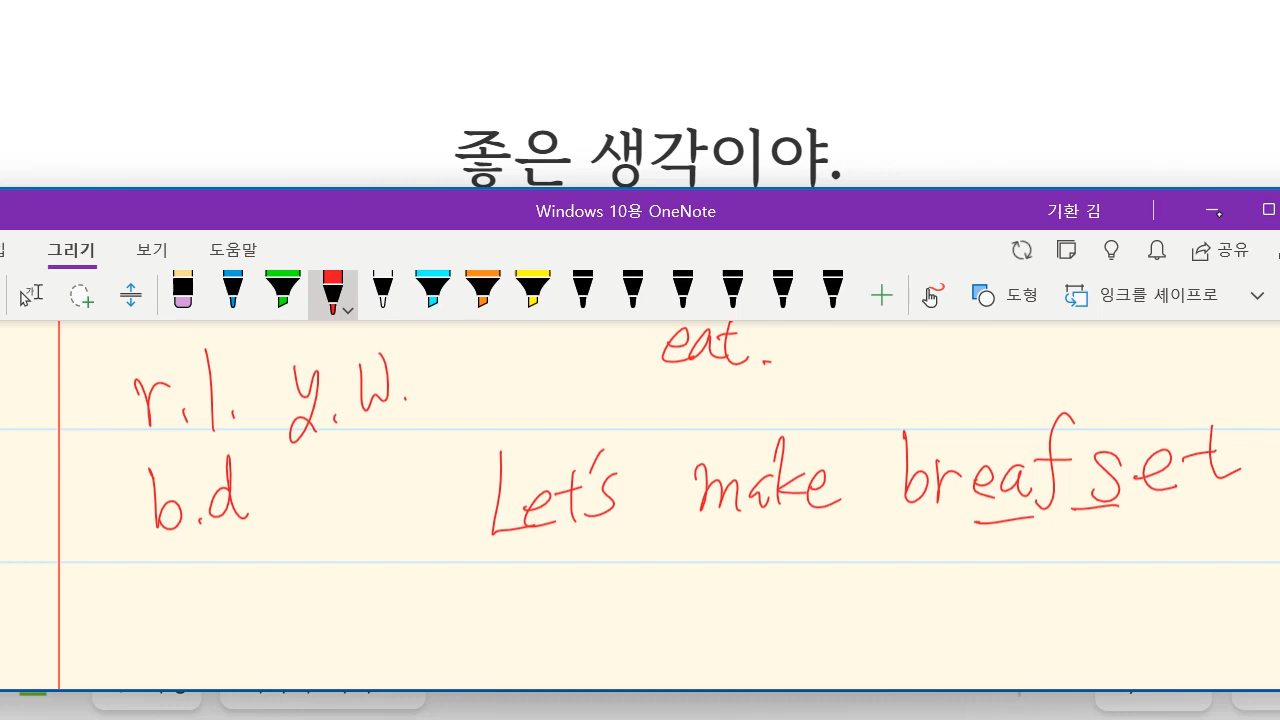 좋은 생각이야.
Windows 10용 OneNote 기환 김
그리기 보기 도움말 공유
도형 잉크를 셰이프로
eat.
r.l. y.w.
b.d Let's make breafset